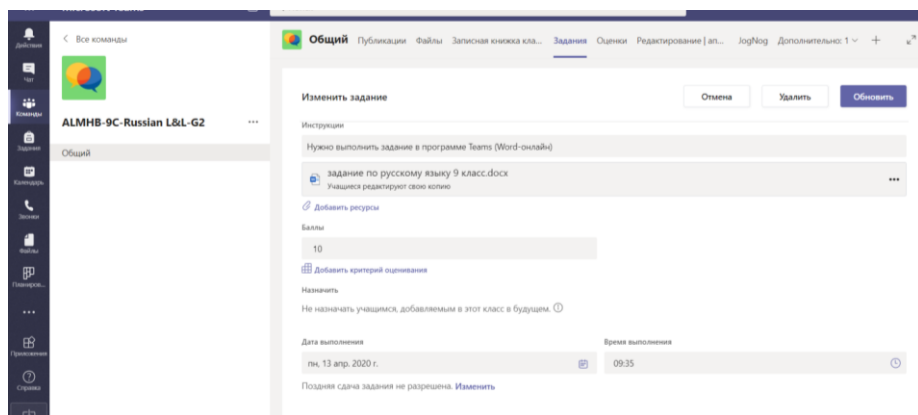 Microsoft Teams
Действия
Чат
Команды
Задания
Календарь
Звонки
Файлы
Планиров...
...
Приложения
Справка
< Все команды
ALMHB-9C-Russian L&L-G2 ...
Общий
Общий Публикации Файлы Записная книжка кла... Задания Оценки Редактирование | an... JogNog Дополнительно: 1 +
Изменить задание
Отмена Удалить Обновить
Инструкции
Нужно выполнить задание в программе Teams (Word-онлайн)
задание по русскому языку 9 класс.docx ...
Учащиеся редактируют свою копию
Добавить ресурсы
Баллы
10
Добавить критерий оценивания
Назначить
Не назначать учащимся, добавляемым в этот класс в будущем.
Дата выполнения Время выполнения
пн, 13 апр. 2020 г. 09:35
Поздняя сдача задания не разрешена. Изменить